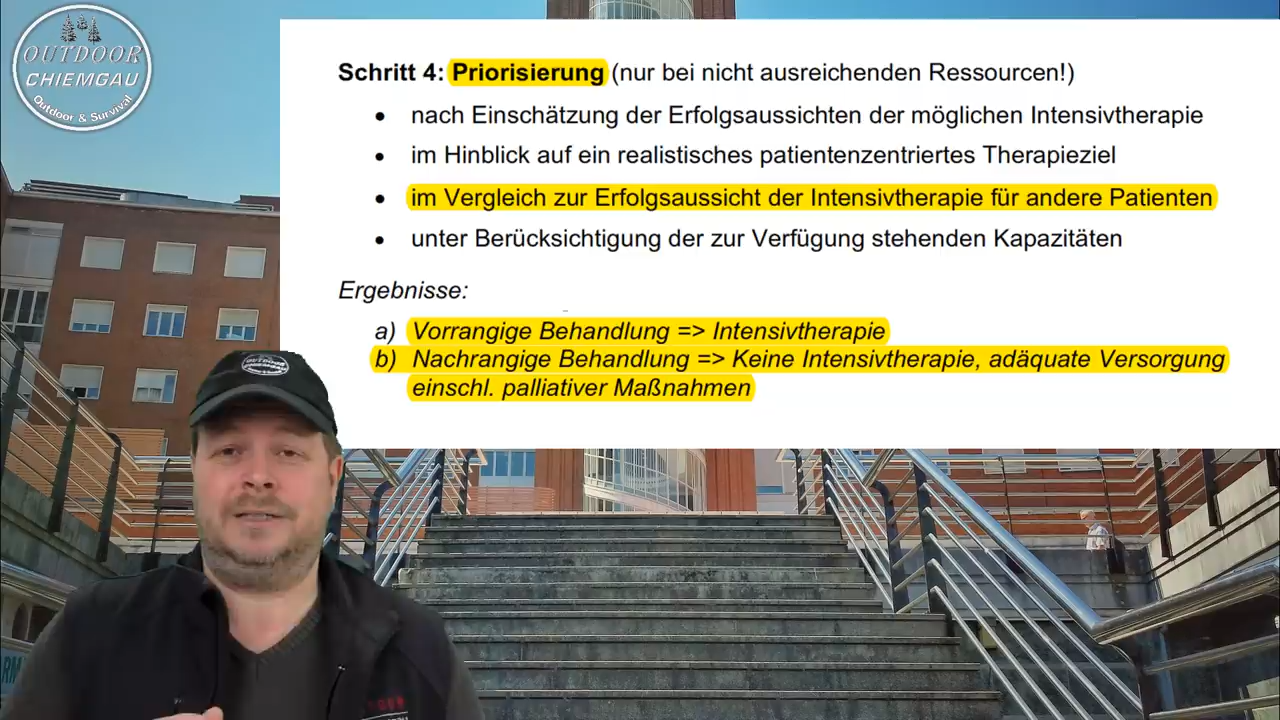 OUTDOOR
CHIEMGAU
Outdoor & Survival
Schritt 4: Priorisierung (nur bei nicht ausreichenden Ressourcen!)
• nach Einschätzung der Erfolgsaussichten der möglichen Intensivtherapie
• im Hinblick auf ein realistisches patientenzentriertes Therapieziel
• im Vergleich zur Erfolgsaussicht der Intensivtherapie für andere Patienten
• unter Berücksichtigung der zur Verfügung stehenden Kapazitäten
Ergebnisse:
a) Vorrangige Behandlung => Intensivtherapie
b) Nachrangige Behandlung => Keine Intensivtherapie, adäquate Versorgung
einschl. palliativer Maßnahmen
OUTDOOR
CHIEMGAU